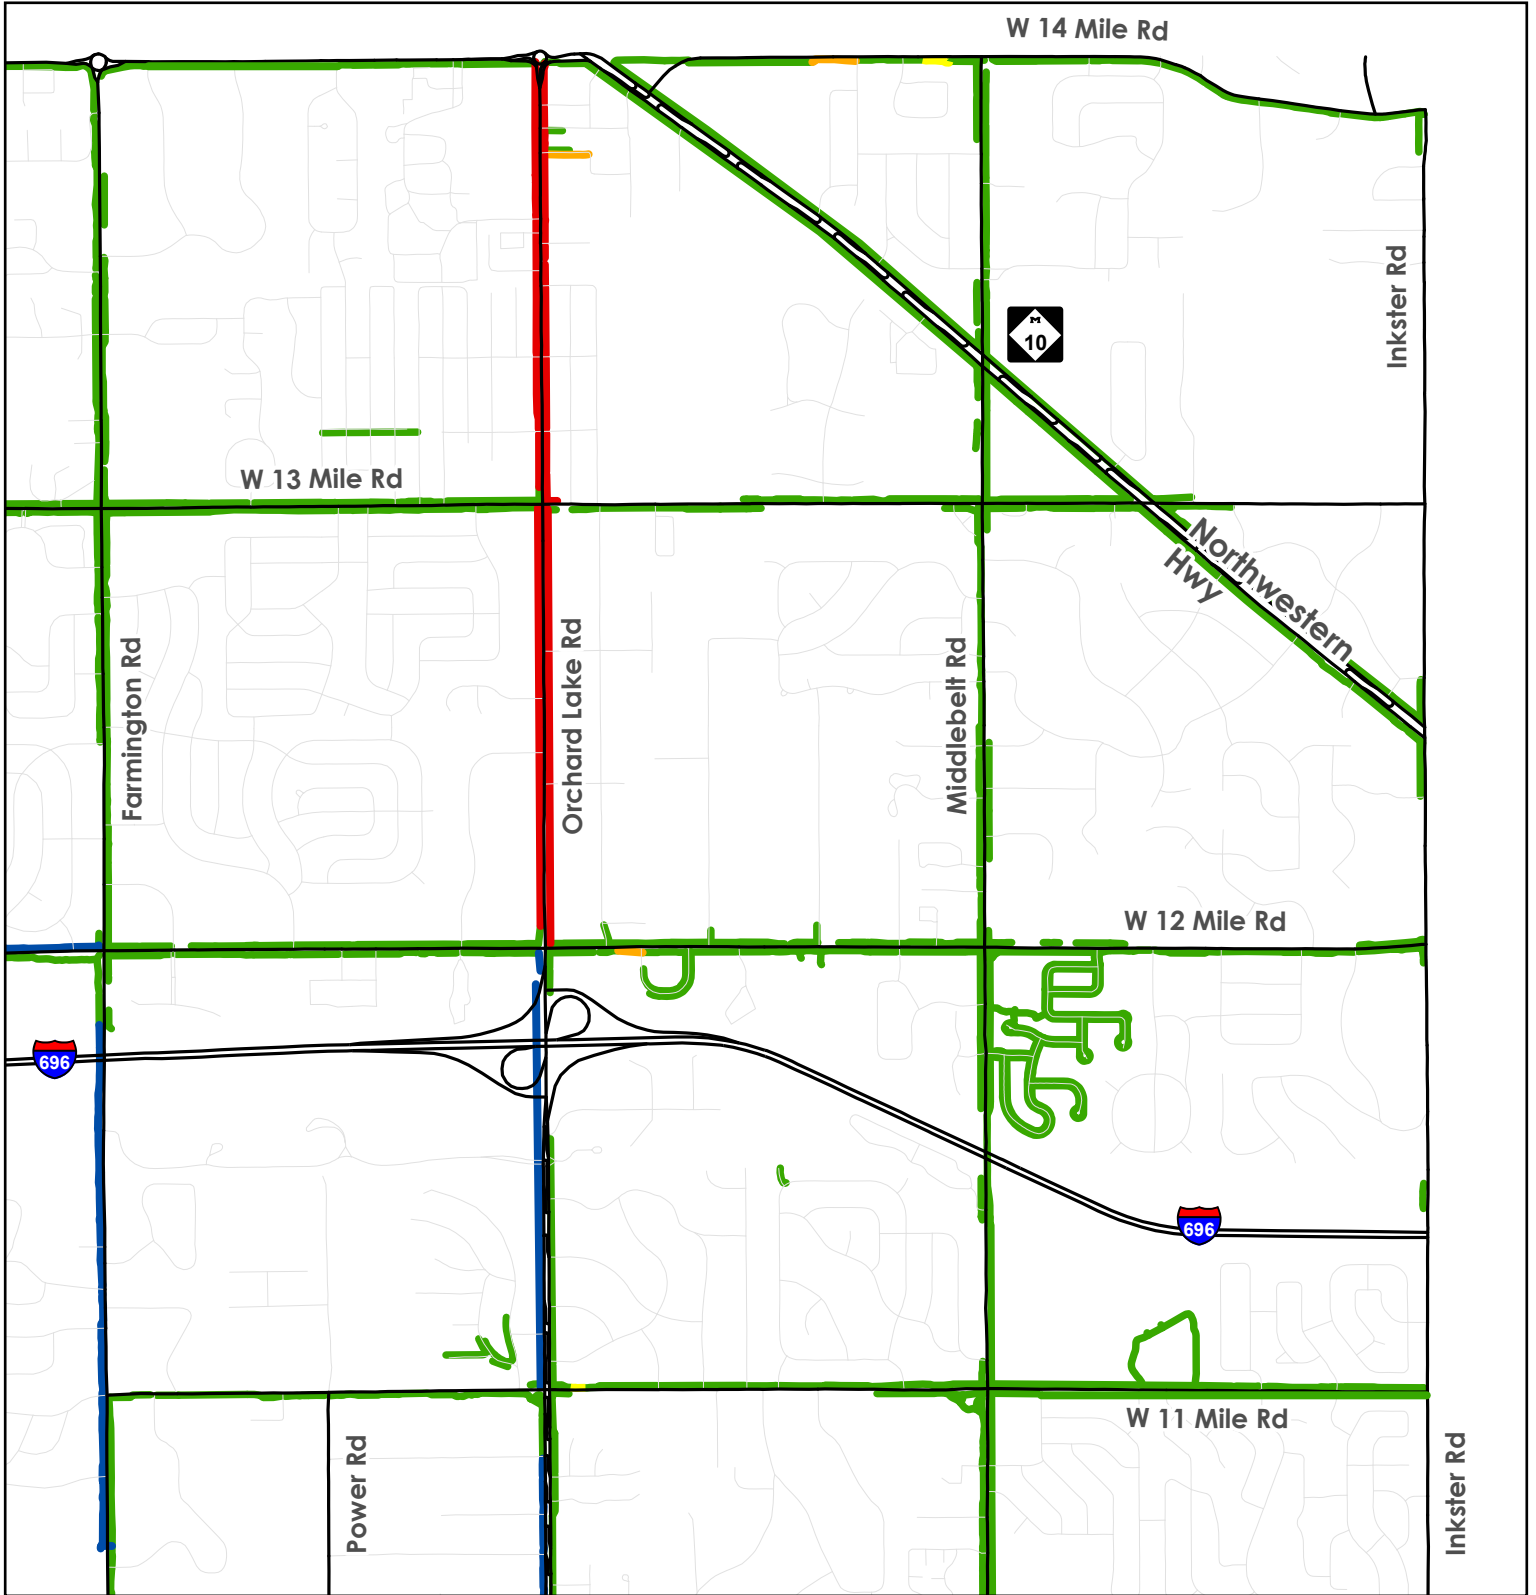 W 14 Mile Rd
Inkster Rd
M
10
W 13 Mile Rd
Northwestern
Hwy
Farmington Rd
Orchard Lake Rd
Middlebelt Rd
W 12 Mile Rd
696
696
W 11 Mile Rd
Power Rd
Inkster Rd